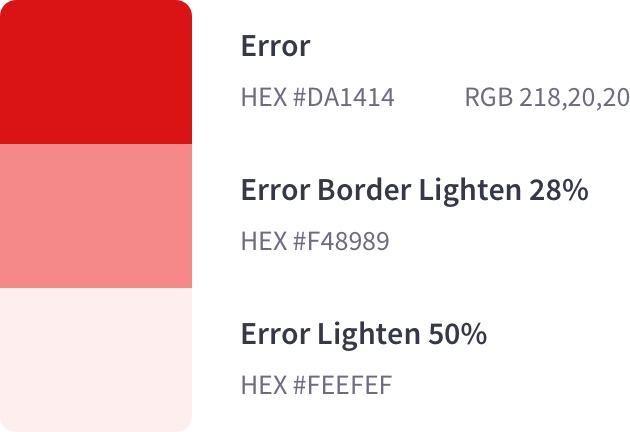 Error
HEX #DA1414 RGB 218,20,20
Error Border Lighten 28%
HEX #F48989
Error Lighten 50%
HEX #FEEFEF